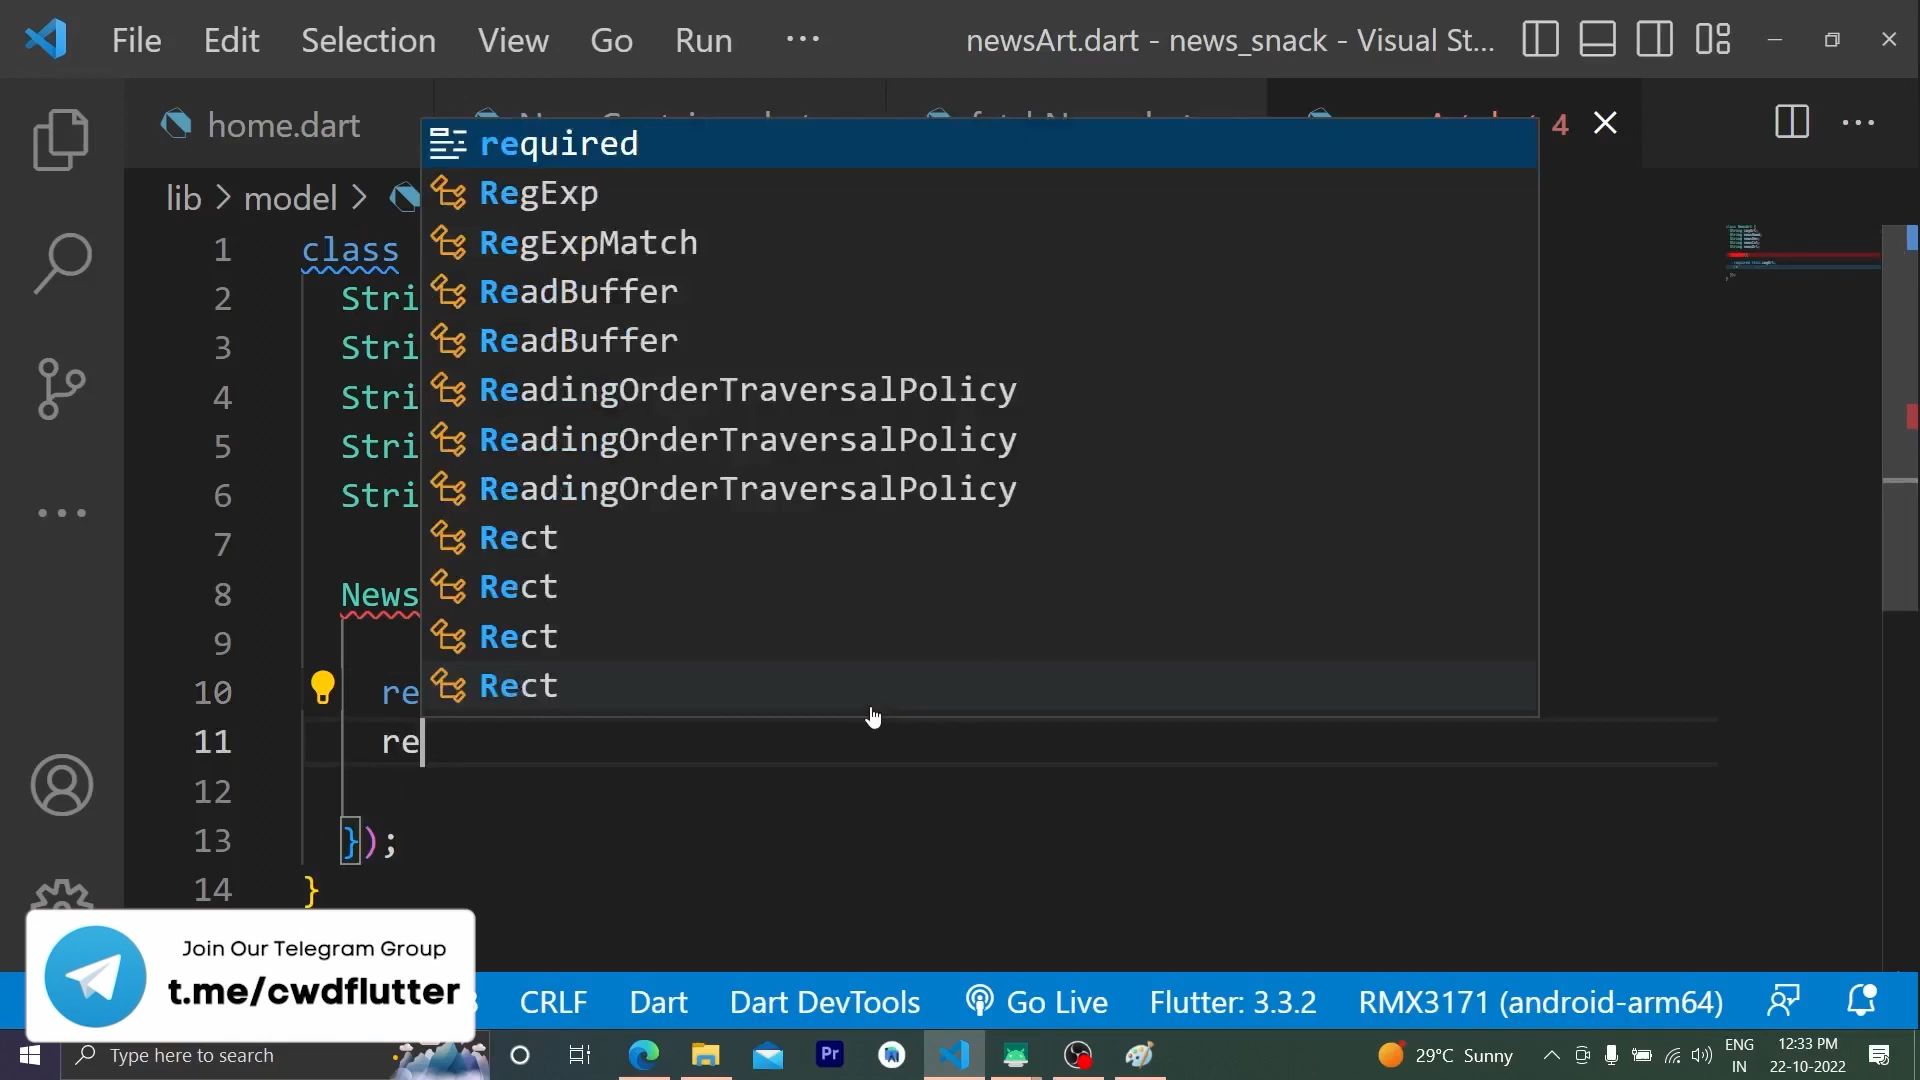 File Edit Selection View Go Run ··· newsArt.dart - news_snack - Visual St...
home.dart 4
lib > model >
required
RegExp
RegExpMatch
ReadBuffer
ReadBuffer
ReadingOrderTraversalPolicy
ReadingOrderTraversalPolicy
ReadingOrderTraversalPolicy
Rect
Rect
Rect
Rect
1 class
2 Stri
3 Stri
4 Stri
5 Stri
6 Stri
7
8 News
9
10 re
11 re
12
13 });
14 }
Join Our Telegram Group
t.me/cwdflutter
CRLF Dart Dart DevTools Go Live Flutter: 3.3.2 RMX3171 (android-arm64)
Type here to search
Pr
29°C Sunny
ENG
IN
12:33 PM
22-10-2022